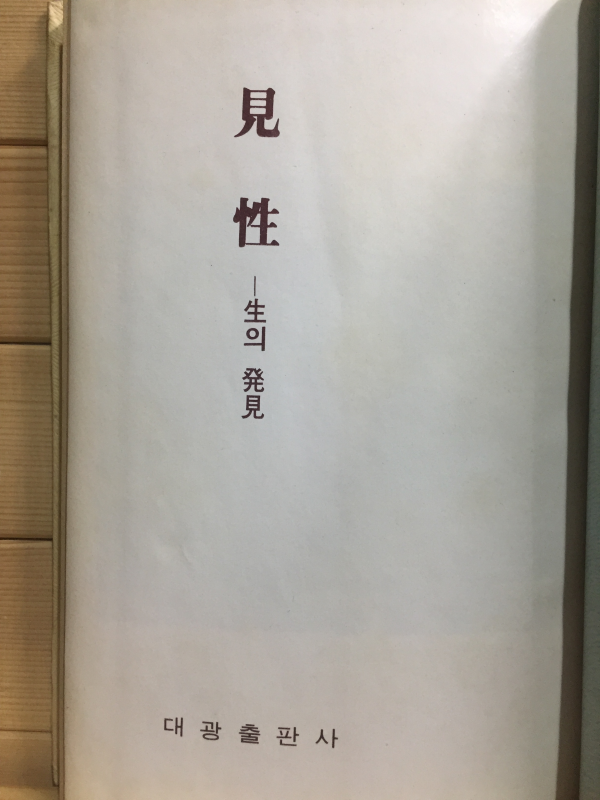 見性
—生의 発見
대광출판사